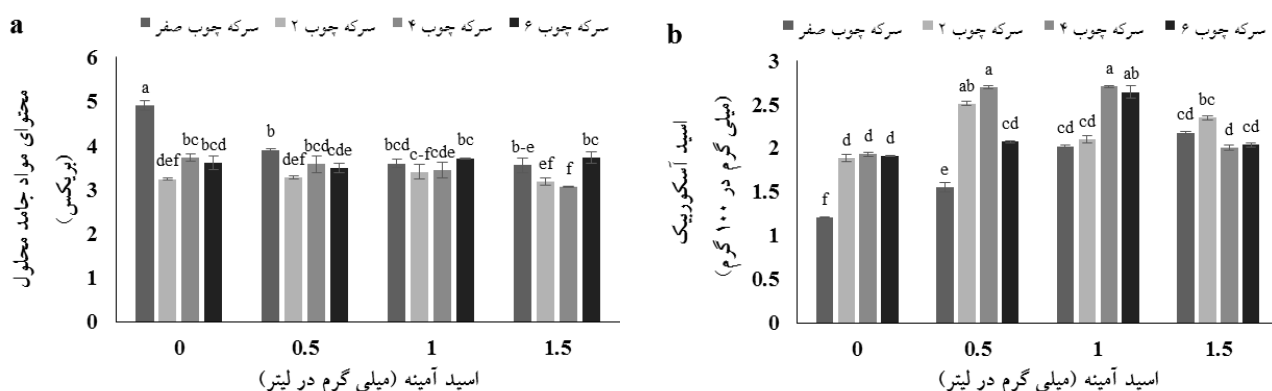 a
سرکه چوب صفر
سرکه چوب ۲
سرکه چوب ۴
سرکه چوب ۶
محتوای مواد جامد محلول
(بریکس)
6
5
4
3
2
1
0
a
def
bc
bcd
b
def
bcd
cde
bcd
c-f
cde
bc
b-e
ef
f
bc
0
0.5
1
1.5
اسید آمینه (میلی گرم در لیتر)
b
سرکه چوب صفر
سرکه چوب ۲
سرکه چوب ۴
سرکه چوب ۶
اسید آسکوربیک
(میلی گرم در ۱۰۰ گرم)
3
2.5
2
1.5
1
0.5
0
f
d
d
d
e
ab
a
cd
cd
cd
a
ab
cd
bc
d
cd
0
0.5
1
1.5
اسید آمینه (میلی گرم در لیتر)